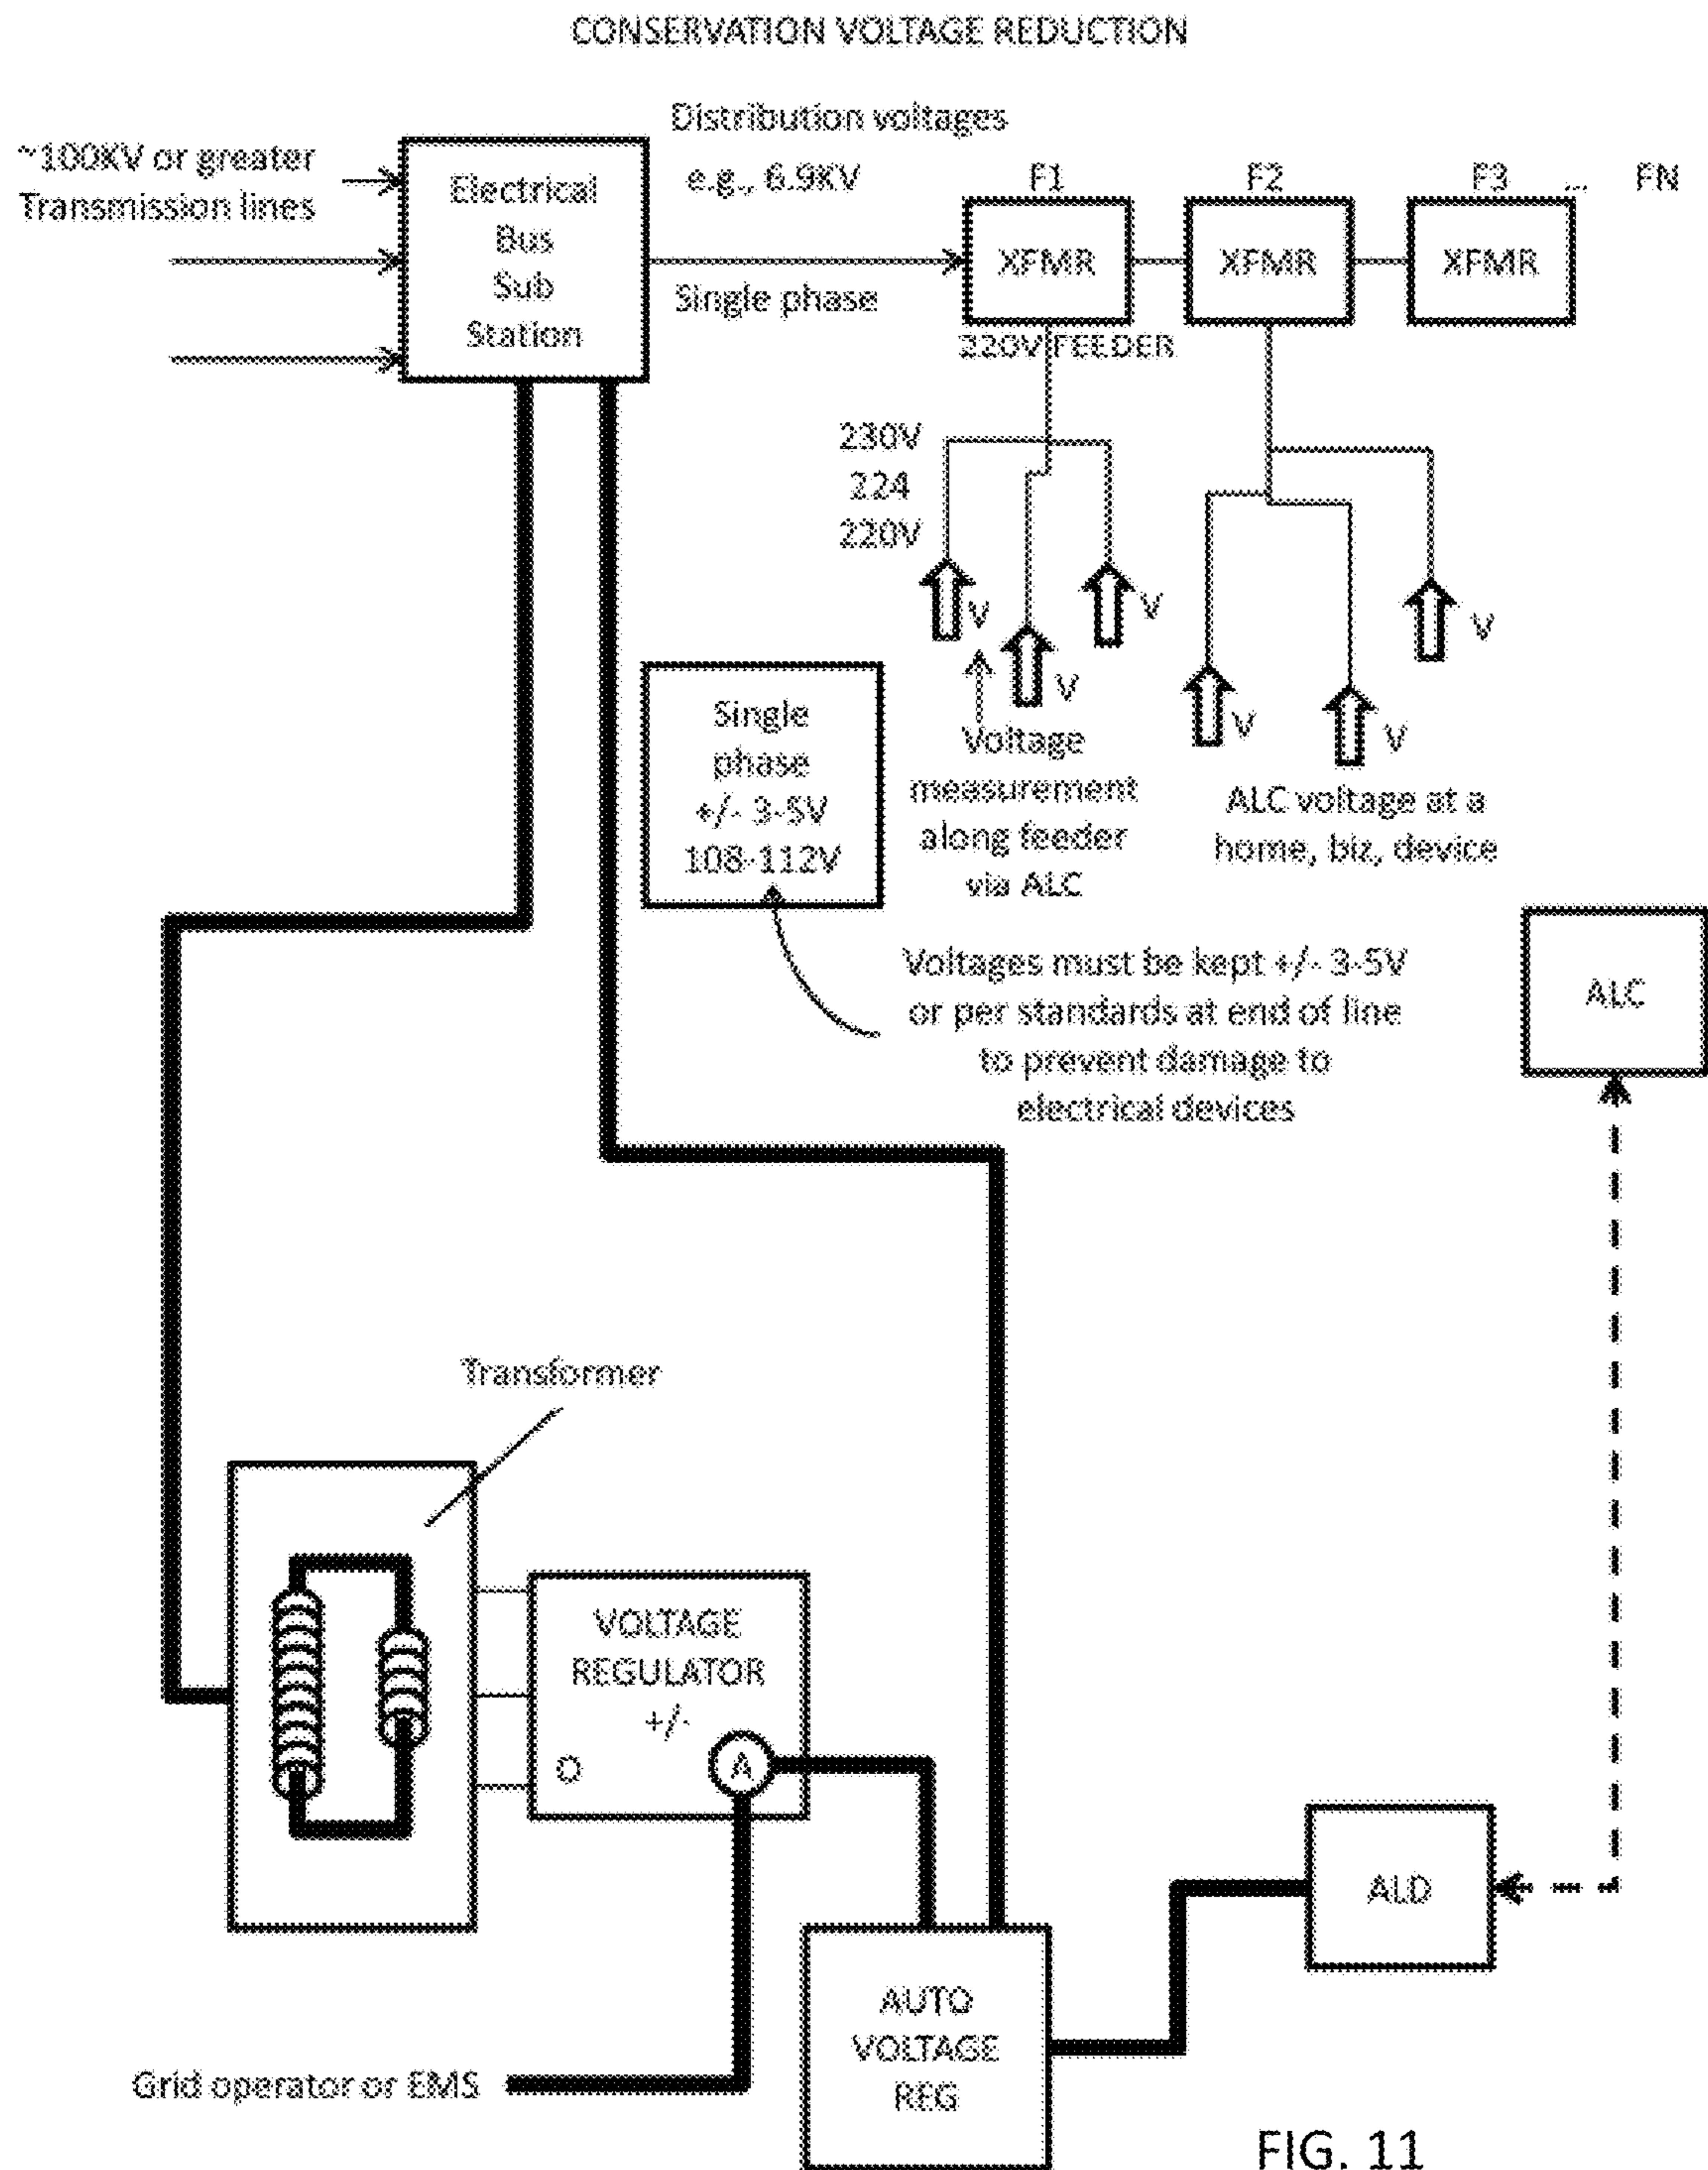 CONSERVATION VOLTAGE REDUCTION
~100KV or greater
Transmission lines
Electrical
Bus
Sub
Station
Distribution voltages
e.g., 6.9KV
Single phase
F1
F2
F3
...
FN
XFMR
XFMR
XFMR
220V FEEDER
230V
224
220V
V
V
V
V
V
V
Single
phase
+/- 3-5V
108-112V
Voltage
measurement
along feeder
via ALC
ALC voltage at a
home, biz, device
Voltages must be kept +/- 3-5V
or per standards at end of line
to prevent damage to
electrical devices
ALC
Transformer
VOLTAGE
REGULATOR
+/-
O
A
ALD
AUTO
VOLTAGE
REG
Grid operator or EMS
FIG. 11